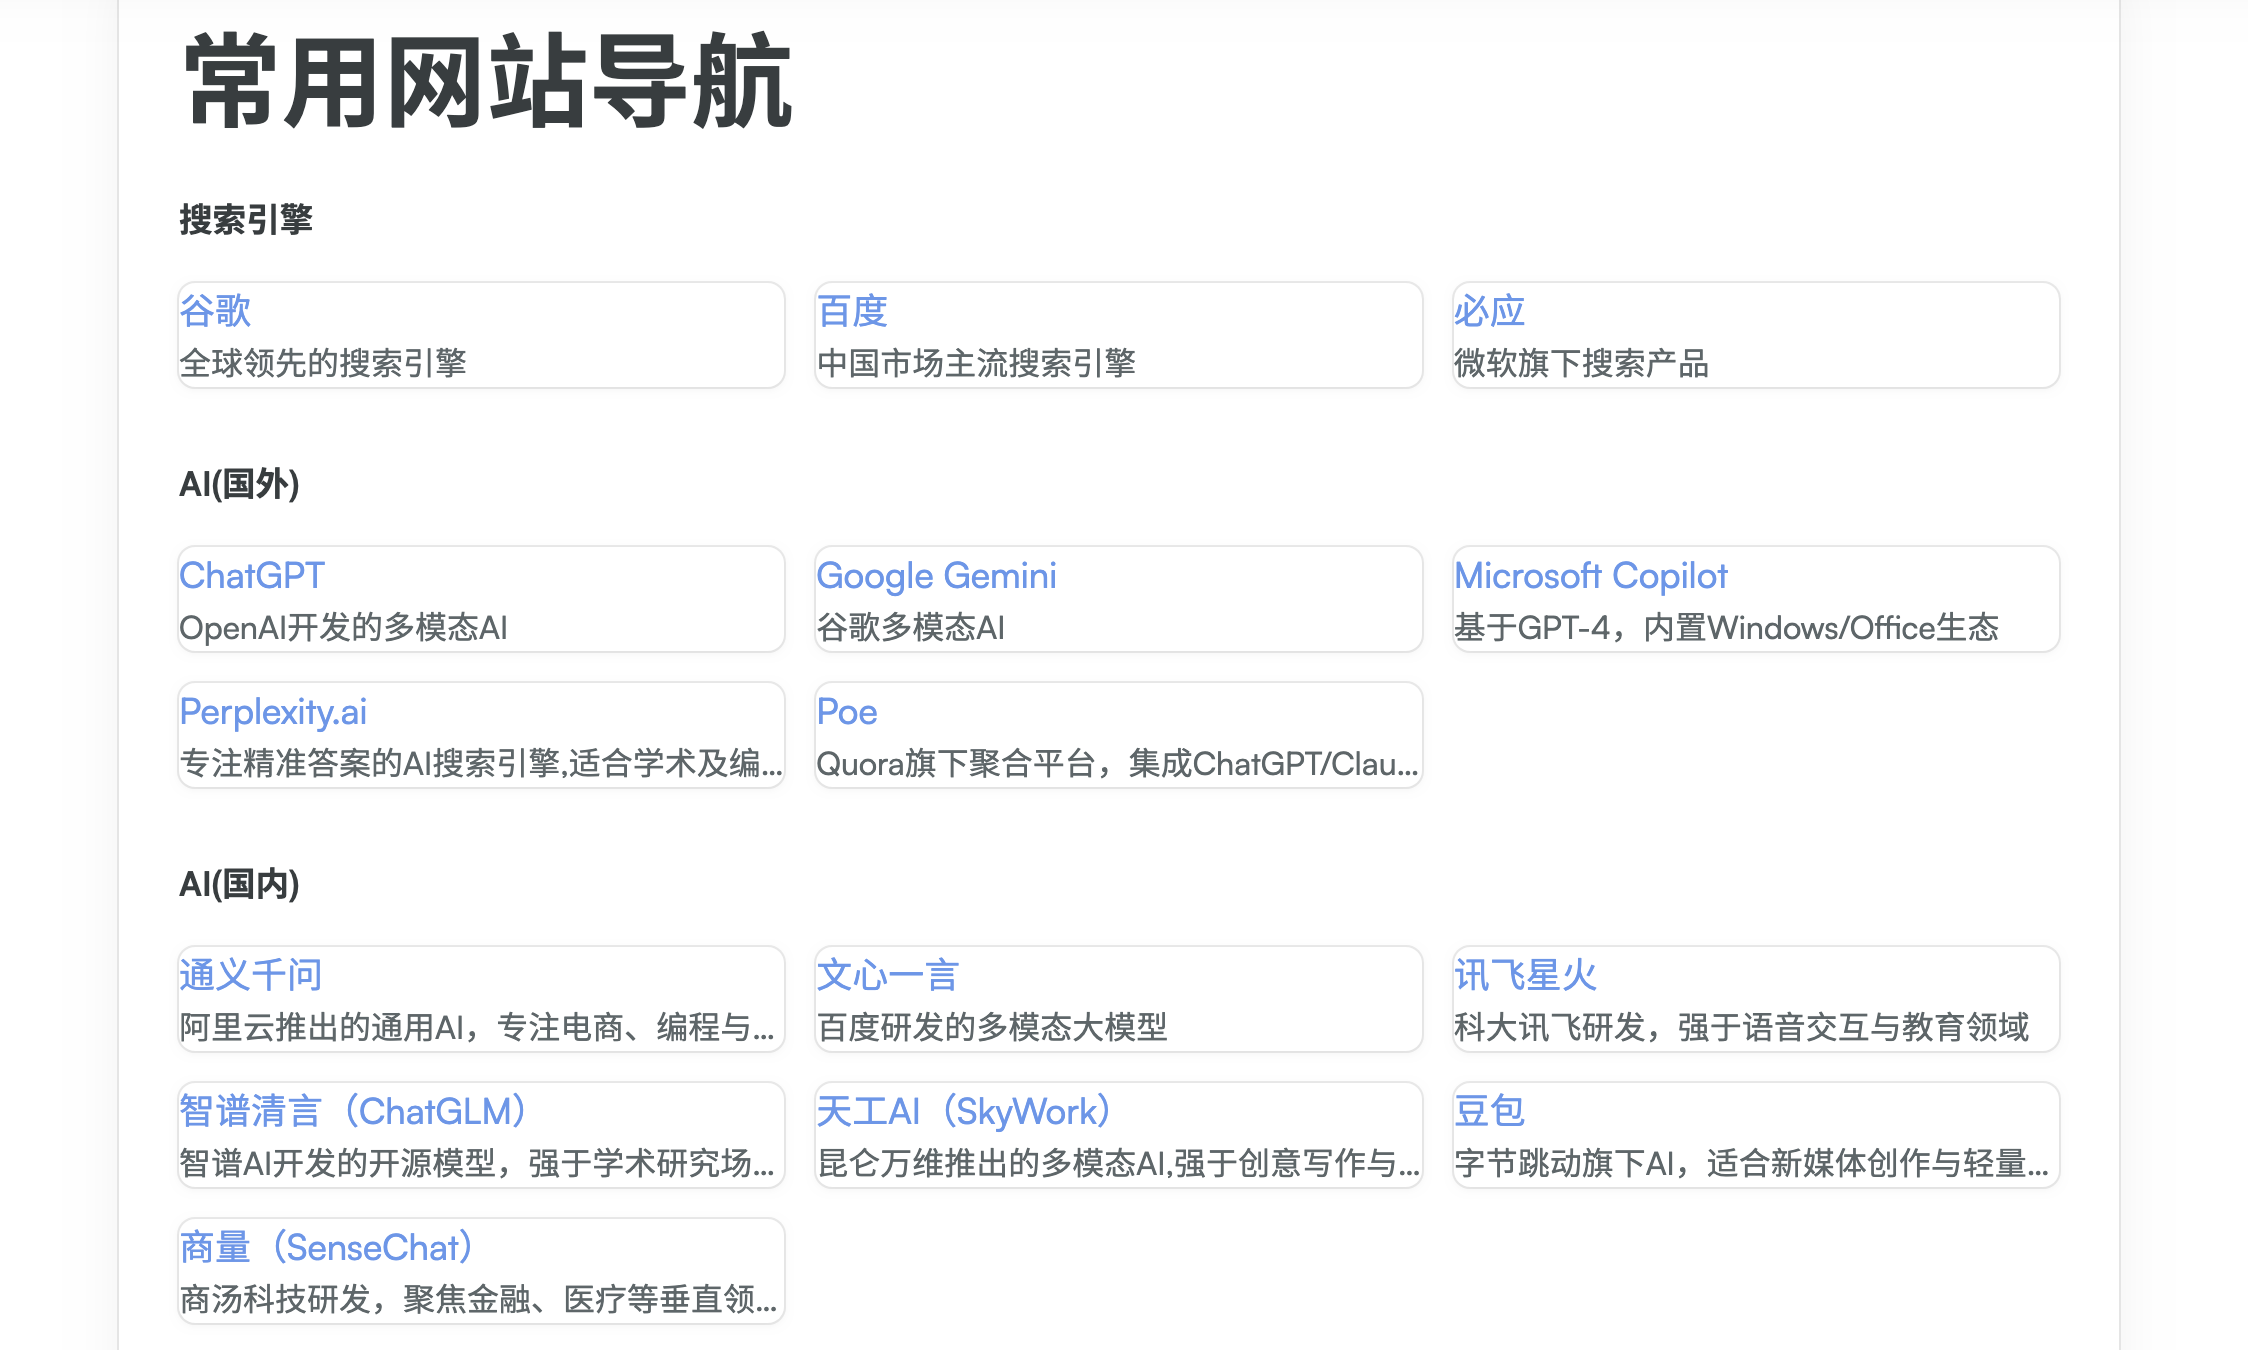 常用网站导航
搜索引擎
谷歌
全球领先的搜索引擎
百度
中国市场主流搜索引擎
必应
微软旗下搜索产品
AI(国外)
ChatGPT
OpenAI开发的多模态AI
Google Gemini
谷歌多模态AI
Microsoft Copilot
基于GPT-4，内置Windows/Office生态
Perplexity.ai
专注精准答案的AI搜索引擎,适合学术及编...
Poe
Quora旗下聚合平台，集成ChatGPT/Clau...
AI(国内)
通义千问
阿里云推出的通用AI，专注电商、编程与...
文心一言
百度研发的多模态大模型
讯飞星火
科大讯飞研发，强于语音交互与教育领域
智谱清言（ChatGLM）
智谱AI开发的开源模型，强于学术研究场...
天工AI（SkyWork）
昆仑万维推出的多模态AI,强于创意写作与...
豆包
字节跳动旗下AI，适合新媒体创作与轻量...
商量（SenseChat）
商汤科技研发，聚焦金融、医疗等垂直领...